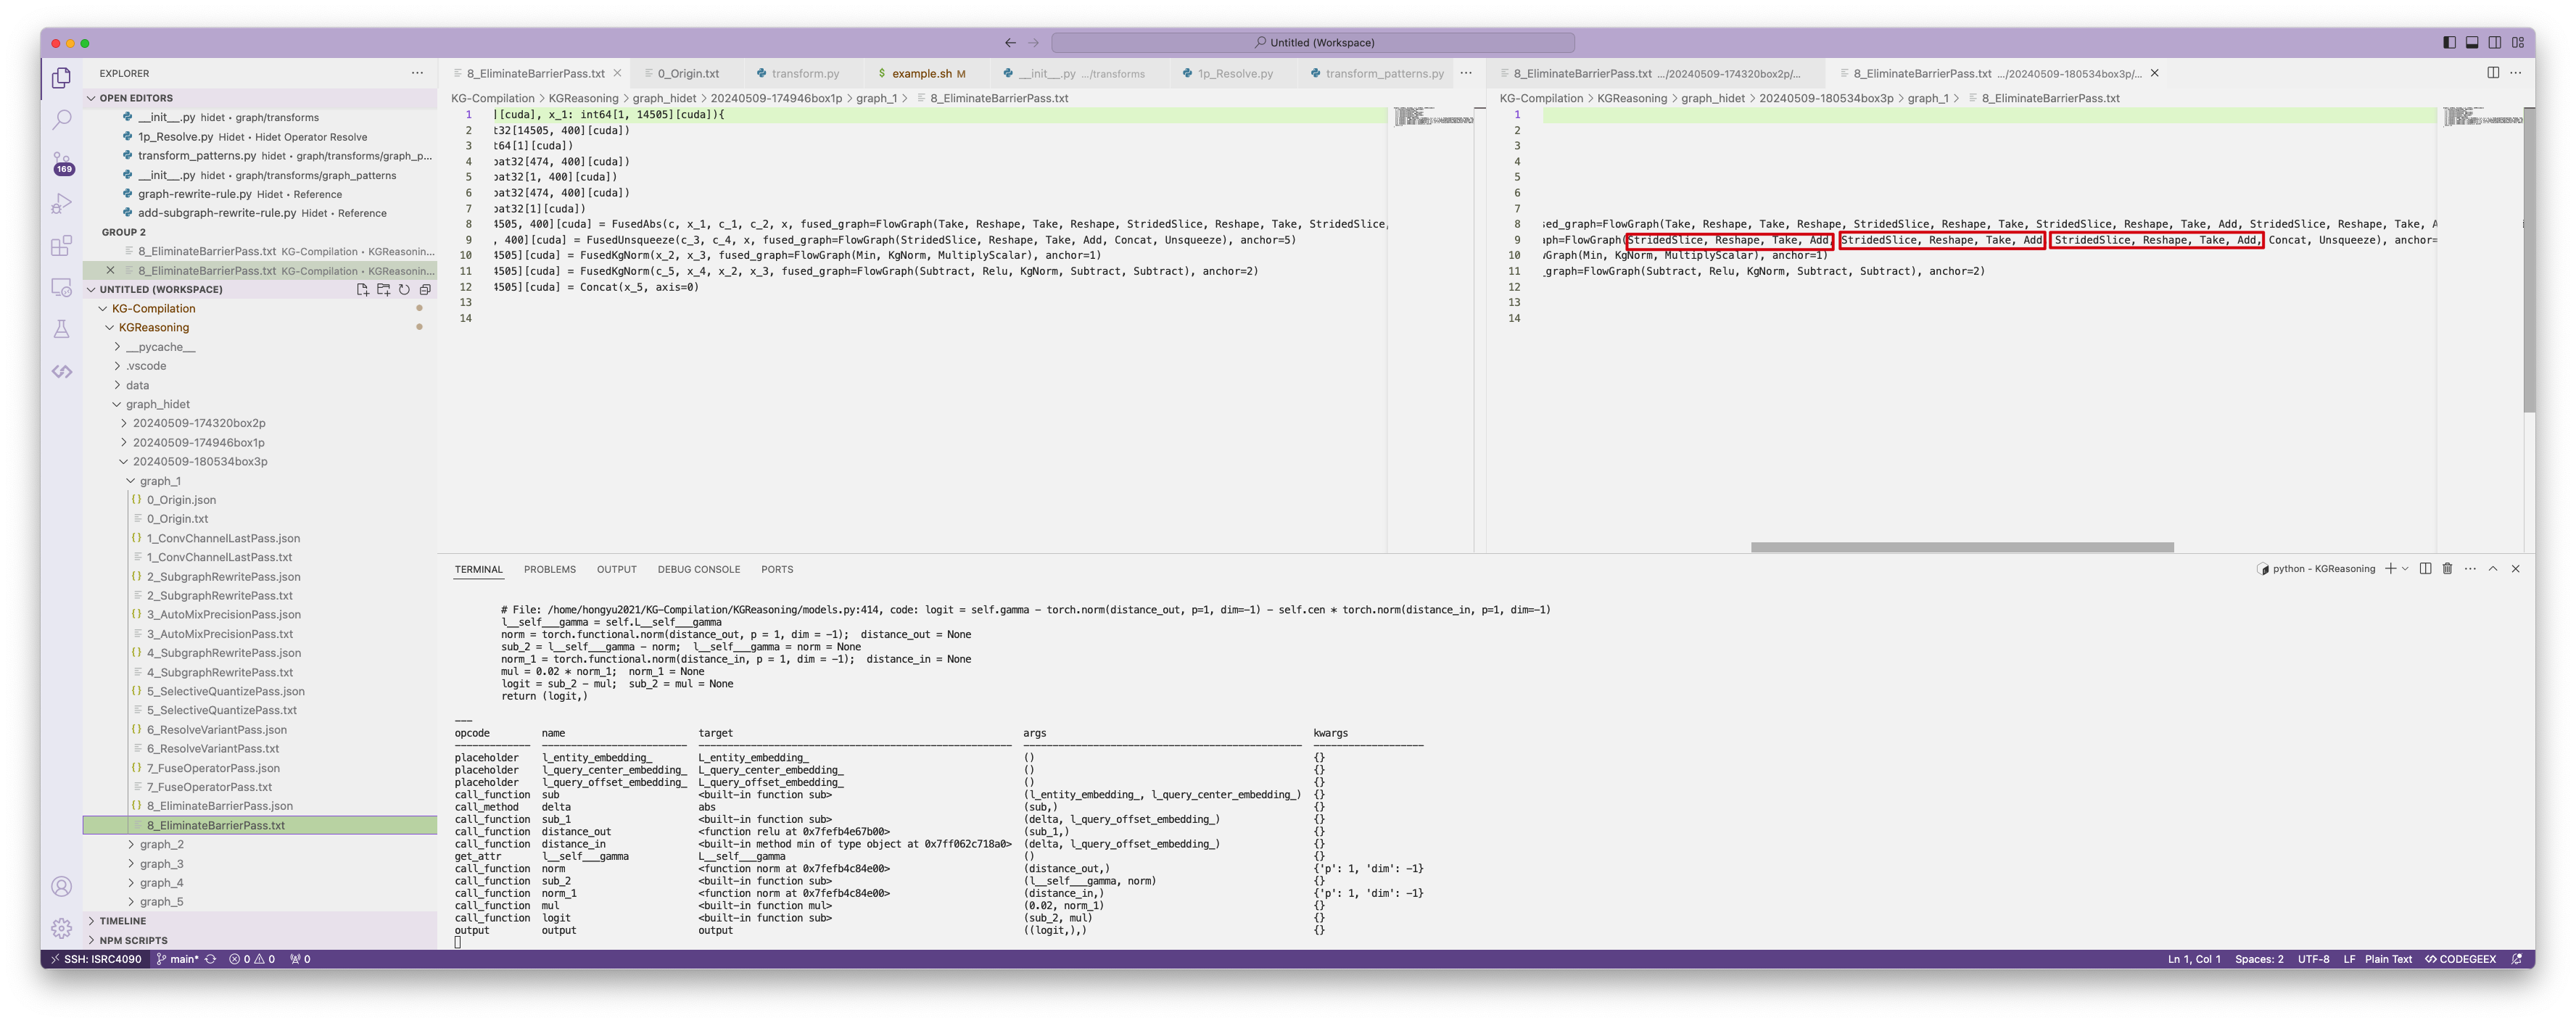 Untitled (Workspace)
EXPLORER
OPEN EDITORS
__init__.py hidet • graph/transforms
1p_Resolve.py Hidet • Hidet Operator Resolve
transform_patterns.py hidet • graph/transforms/graph_p...
__init__.py hidet • graph/transforms/graph_patterns
graph-rewrite-rule.py Hidet • Reference
add-subgraph-rewrite-rule.py Hidet • Reference
GROUP 2
8_EliminateBarrierPass.txt KG-Compilation • KGReasonin...
8_EliminateBarrierPass.txt KG-Compilation • KGReasonin...
UNTITLED (WORKSPACE)
KG-Compilation
KGReasoning
__pycache__
.vscode
data
graph_hidet
20240509-174320box2p
20240509-174946box1p
20240509-180534box3p
graph_1
0_Origin.json
0_Origin.txt
1_ConvChannelLastPass.json
1_ConvChannelLastPass.txt
2_SubgraphRewritePass.json
2_SubgraphRewritePass.txt
3_AutoMixPrecisionPass.json
3_AutoMixPrecisionPass.txt
4_SubgraphRewritePass.json
4_SubgraphRewritePass.txt
5_SelectiveQuantizePass.json
5_SelectiveQuantizePass.txt
6_ResolveVariantPass.json
6_ResolveVariantPass.txt
7_FuseOperatorPass.json
7_FuseOperatorPass.txt
8_EliminateBarrierPass.json
8_EliminateBarrierPass.txt
graph_2
graph_3
graph_4
graph_5
TIMELINE
NPM SCRIPTS
169
8_EliminateBarrierPass.txt 0_Origin.txt transform.py $ example.sh M __init__.py .../transforms 1p_Resolve.py transform_patterns.py
KG-Compilation > KGReasoning > graph_hidet > 20240509-174946box1p > graph_1 > 8_EliminateBarrierPass.txt
1 ][cuda], x_1: int64[1, 14505][cuda]){
2 t32[14505, 400][cuda])
3 t64[1][cuda])
4 oat32[474, 400][cuda])
5 oat32[1, 400][cuda])
6 oat32[474, 400][cuda])
7 oat32[1][cuda])
8 4505, 400][cuda] = FusedAbs(c, x_1, c_1, c_2, x, fused_graph=FlowGraph(Take, Reshape, Take, Reshape, StridedSlice, Reshape, Take, StridedSlice,
9 , 400][cuda] = FusedUnsqueeze(c_3, c_4, x, fused_graph=FlowGraph(StridedSlice, Reshape, Take, Add, Concat, Unsqueeze), anchor=5)
10 4505][cuda] = FusedKgNorm(x_2, x_3, fused_graph=FlowGraph(Min, KgNorm, MultiplyScalar), anchor=1)
11 4505][cuda] = FusedKgNorm(c_5, x_4, x_2, x_3, fused_graph=FlowGraph(Subtract, Relu, KgNorm, Subtract, Subtract), anchor=2)
12 4505][cuda] = Concat(x_5, axis=0)
13
14
8_EliminateBarrierPass.txt .../20240509-174320box2p/... 8_EliminateBarrierPass.txt .../20240509-180534box3p/...
KG-Compilation > KGReasoning > graph_hidet > 20240509-180534box3p > graph_1 > 8_EliminateBarrierPass.txt
1
2
3
4
5
6
7
8 sed_graph=FlowGraph(Take, Reshape, Take, Reshape, StridedSlice, Reshape, Take, StridedSlice, Reshape, Take, Add, StridedSlice, Reshape, Take, A
9 aph=FlowGraph(StridedSlice, Reshape, Take, Add, StridedSlice, Reshape, Take, Add, StridedSlice, Reshape, Take, Add, Concat, Unsqueeze), anchor=
10 wGraph(Min, KgNorm, MultiplyScalar), anchor=1)
11 _graph=FlowGraph(Subtract, Relu, KgNorm, Subtract, Subtract), anchor=2)
12
13
14
TERMINAL PROBLEMS OUTPUT DEBUG CONSOLE PORTS
python - KGReasoning
# File: /home/hongyu2021/KG-Compilation/KGReasoning/models.py:414, code: logit = self.gamma - torch.norm(distance_out, p=1, dim=-1) - self.cen * torch.norm(distance_in, p=1, dim=-1)
l__self___gamma = self.L__self___gamma
norm = torch.functional.norm(distance_out, p = 1, dim = -1);  distance_out = None
sub_2 = l__self___gamma - norm;  l__self___gamma = norm = None
norm_1 = torch.functional.norm(distance_in, p = 1, dim = -1);  distance_in = None
mul = 0.02 * norm_1;  norm_1 = None
logit = sub_2 - mul;  sub_2 = mul = None
return (logit,)
---
opcode name target args kwargs
------------- ------------------------- ------------------------------------------------------ ------------------------------------------------ -------------------
placeholder l_entity_embedding_ L_entity_embedding_ () {}
placeholder l_query_center_embedding_ L_query_center_embedding_ () {}
placeholder l_query_offset_embedding_ L_query_offset_embedding_ () {}
call_function sub <built-in function sub> (l_entity_embedding_, l_query_center_embedding_) {}
call_method delta abs (sub,) {}
call_function sub_1 <built-in function sub> (delta, l_query_offset_embedding_) {}
call_function distance_out <function relu at 0x7fefb4e67b00> (sub_1,) {}
call_function distance_in <built-in method min of type object at 0x7ff062c718a0> (delta, l_query_offset_embedding_) {}
get_attr l__self___gamma L__self___gamma () {}
call_function norm <function norm at 0x7fefb4c84e00> (distance_out,) {'p': 1, 'dim': -1}
call_function sub_2 <built-in function sub> (l__self___gamma, norm) {}
call_function norm_1 <function norm at 0x7fefb4c84e00> (distance_in,) {'p': 1, 'dim': -1}
call_function mul <built-in function mul> (0.02, norm_1) {}
call_function logit <built-in function sub> (sub_2, mul) {}
output output output ((logit,),) {}
SSH: ISRC4090 main* 0 0 0
Ln 1, Col 1 Spaces: 2 UTF-8 LF Plain Text CODEGEEX